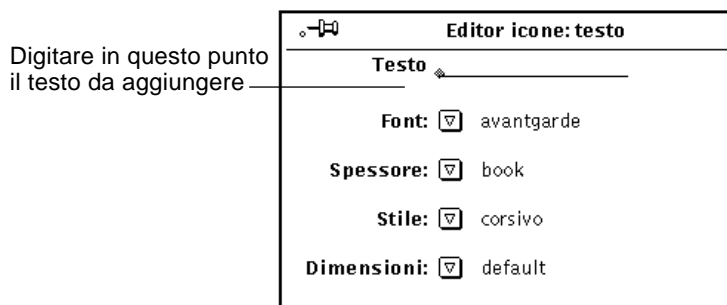 Editor icone: testo
Digitare in questo punto
il testo da aggiungere
Testo
Font: avantgarde
Spessore: book
Stile: corsivo
Dimensioni: default